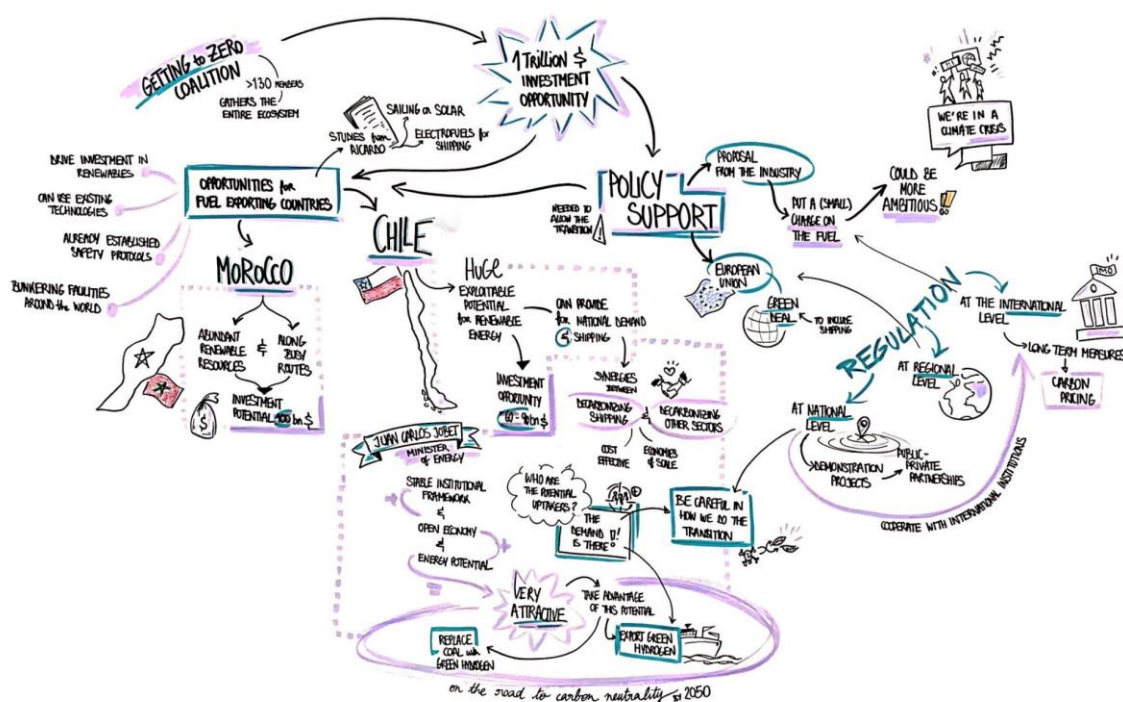 GETTING to ZERO
COALITION
>130 MEMBERS
GATHERS THE
ENTIRE ECOSYSTEM
1 TRILLION $
INVESTMENT
OPPORTUNITY
STUDIES from
RICARDO
SAILING on SOLAR
ELECTROFUELS for
SHIPPING
OPPORTUNITIES for
FUEL EXPORTING COUNTRIES
DRIVE INVESTMENT IN
RENEWABLES
CAN USE EXISTING
TECHNOLOGIES
ALREADY ESTABLISHED
SAFETY PROTOCOLS
BUNKERING FACILITIES
AROUND the WORLD
MOROCCO
ABUNDANT
RENEWABLE
RESOURCES
&
ALONG
BUSY
ROUTES
INVESTMENT
POTENTIAL 100 bn $
$
CHILE
HUGE
EXPLOITABLE
POTENTIAL
for RENEWABLE
ENERGY
CAN PROVIDE
for NATIONAL DEMAND
& SHIPPING
INVESTMENT
OPPORTUNITY
bn $
SYNERGIES
BETWEEN
DECARBONIZING
SHIPPING
&
DECARBONIZING
OTHER SECTORS
COST
EFFECTIVE
ECONOMIES
of SCALE
JUAN CARLOS JOBET
MINISTER
of ENERGY
STABLE INSTITUTIONAL
FRAMEWORK
&
OPEN ECONOMY
&
ENERGY POTENTIAL
+
+
=
VERY
ATTRACTIVE
TAKE ADVANTAGE
OF THIS POTENTIAL
REPLACE
COAL with
GREEN HYDROGEN
EXPORT GREEN
HYDROGEN
on the road to carbon neutrality BY 2050
WHO ARE
THE POTENTIAL
UPTAKERS?
THE
DEMAND
IS THERE
!
BE CAREFUL IN
HOW WE DO THE
TRANSITION
POLICY
SUPPORT
NEEDED TO
ALLOW THE
TRANSITION
!
PROPOSAL
FROM THE INDUSTRY
PUT A (SMALL)
CHARGE ON
THE FUEL
COULD BE
MORE
AMBITIOUS
WE'RE IN A
CLIMATE CRISIS
EUROPEAN
UNION
GREEN
DEAL
TO INCLUDE
SHIPPING
REGULATION
AT THE INTERNATIONAL
LEVEL
IMO
LONG TERM MEASURES
CARBON
PRICING
AT REGIONAL
LEVEL
AT NATIONAL
LEVEL
DEMONSTRATION
PROJECTS
PUBLIC-
PRIVATE
PARTNERSHIPS
COOPERATE WITH INTERNATIONAL INSTITUTIONS